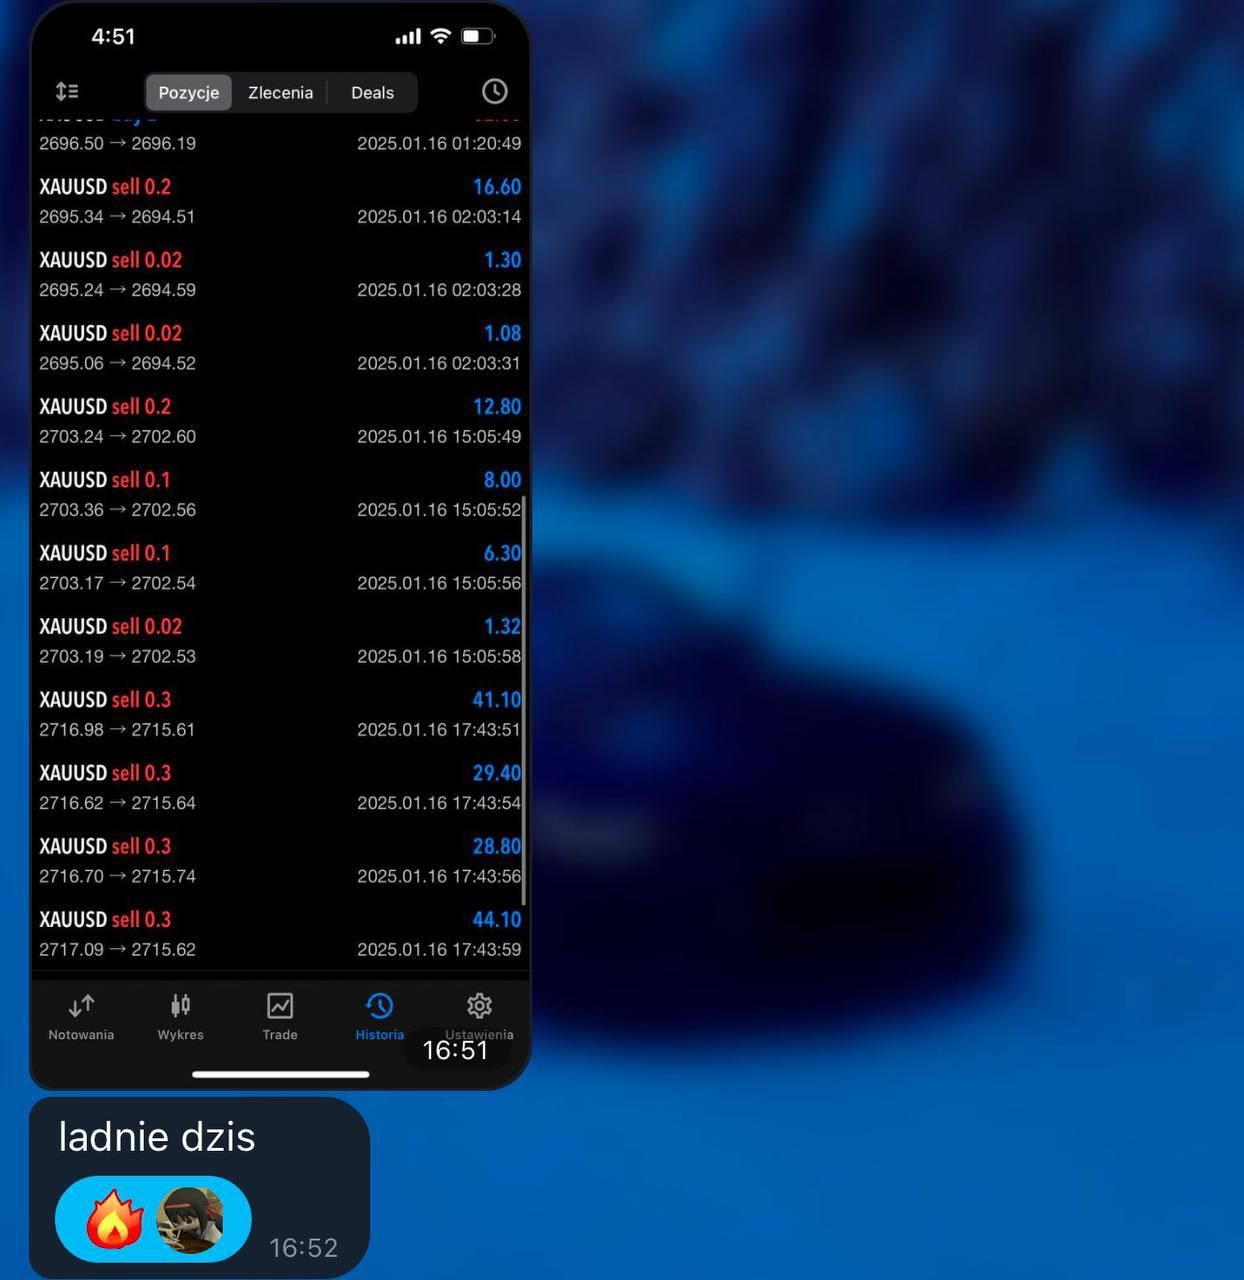 4:51
Pozycje Zlecenia Deals
2696.50 → 2696.19 2025.01.16 01:20:49
XAUUSD sell 0.2 16.60
2695.34 → 2694.51 2025.01.16 02:03:14
XAUUSD sell 0.02 1.30
2695.24 → 2694.59 2025.01.16 02:03:28
XAUUSD sell 0.02 1.08
2695.06 → 2694.52 2025.01.16 02:03:31
XAUUSD sell 0.2 12.80
2703.24 → 2702.60 2025.01.16 15:05:49
XAUUSD sell 0.1 8.00
2703.36 → 2702.56 2025.01.16 15:05:52
XAUUSD sell 0.1 6.30
2703.17 → 2702.54 2025.01.16 15:05:56
XAUUSD sell 0.02 1.32
2703.19 → 2702.53 2025.01.16 15:05:58
XAUUSD sell 0.3 41.10
2716.98 → 2715.61 2025.01.16 17:43:51
XAUUSD sell 0.3 29.40
2716.62 → 2715.64 2025.01.16 17:43:54
XAUUSD sell 0.3 28.80
2716.70 → 2715.74 2025.01.16 17:43:56
XAUUSD sell 0.3 44.10
2717.09 → 2715.62 2025.01.16 17:43:59
Notowania Wykres Trade Historia Ustawienia
16:51
ladnie dzis
16:52